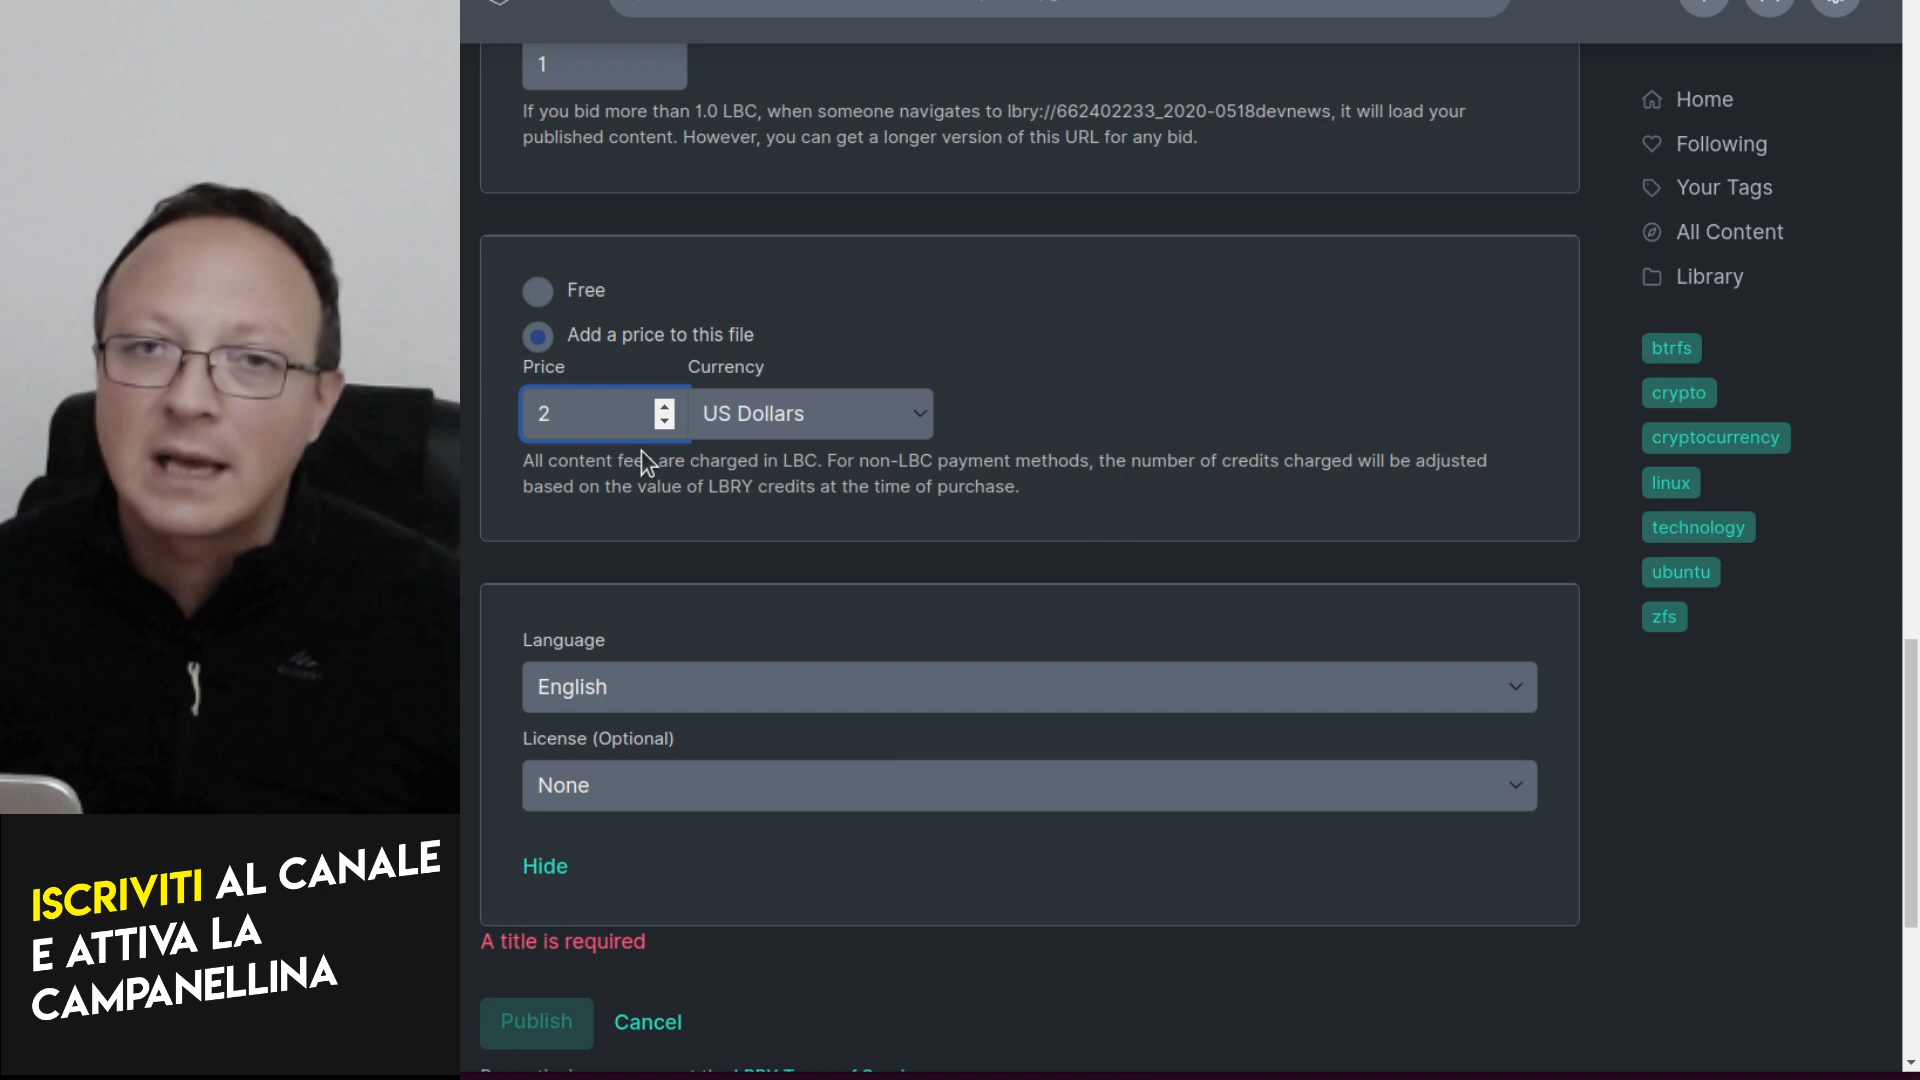 1
If you bid more than 1.0 LBC, when someone navigates to lbry://662402233_2020-0518devnews, it will load your
published content. However, you can get a longer version of this URL for any bid.
Free
Add a price to this file
Price
Currency
2
US Dollars
All content fees are charged in LBC. For non-LBC payment methods, the number of credits charged will be adjusted
based on the value of LBRY credits at the time of purchase.
Language
English
License (Optional)
None
Hide
A title is required
Publish
Cancel
Home
Following
Your Tags
All Content
Library
btrfs
crypto
cryptocurrency
linux
technology
ubuntu
zfs
ISCRIVITI AL CANALE
E ATTIVA LA
CAMPANELLINA